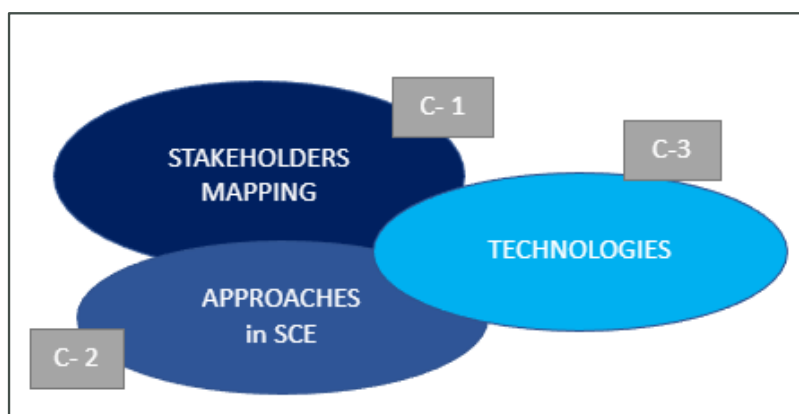 C- 1
STAKEHOLDERS
MAPPING
C-3
TECHNOLOGIES
APPROACHES
in SCE
C- 2